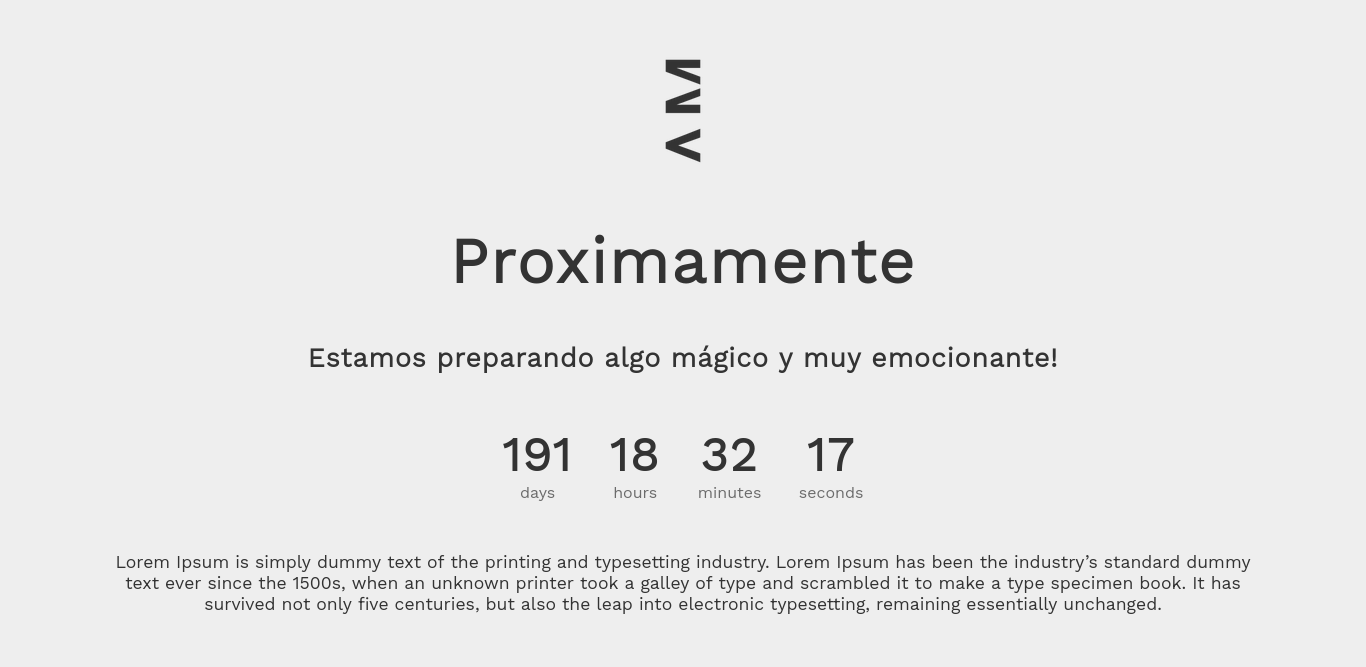 Proximamente
Estamos preparando algo mágico y muy emocionante!
191 18 32 17
days hours minutes seconds
Lorem Ipsum is simply dummy text of the printing and typesetting industry. Lorem Ipsum has been the industry’s standard dummy
text ever since the 1500s, when an unknown printer took a galley of type and scrambled it to make a type specimen book. It has
survived not only five centuries, but also the leap into electronic typesetting, remaining essentially unchanged.